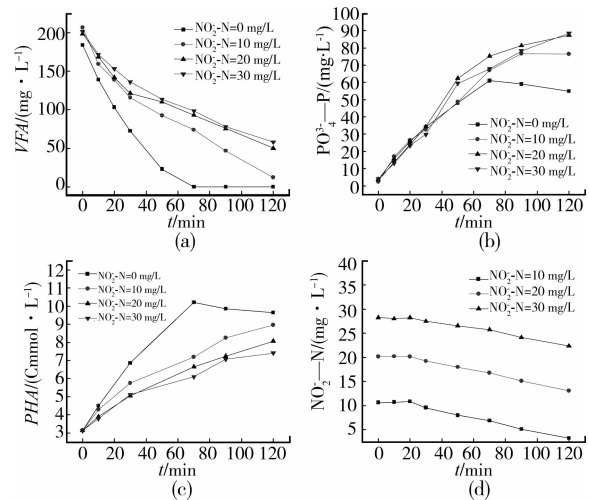 VFA/(mg · L⁻¹)
200
150
100
50
0
NO₂⁻-N=0 mg/L
NO₂⁻-N=10 mg/L
NO₂⁻-N=20 mg/L
NO₂⁻-N=30 mg/L
0 20 40 60 80 100 120
t/min
(a)
PO₄³⁻—P/(mg·L⁻¹)
100
90
80
70
60
50
40
30
20
10
0
NO₂⁻-N=0 mg/L
NO₂⁻-N=10 mg/L
NO₂⁻-N=20 mg/L
NO₂⁻-N=30 mg/L
0 20 40 60 80 100 120
t/min
(b)
PHA/(Cmmol · L⁻¹)
12
11
10
9
8
7
6
5
4
3
NO₂⁻-N=0 mg/L
NO₂⁻-N=10 mg/L
NO₂⁻-N=20 mg/L
NO₂⁻-N=30 mg/L
0 20 40 60 80 100 120
t/min
(c)
NO₂⁻—N/(mg · L⁻¹)
40
35
30
25
20
15
10
5
NO₂⁻-N=10 mg/L
NO₂⁻-N=20 mg/L
NO₂⁻-N=30 mg/L
0 20 40 60 80 100 120
t/min
(d)